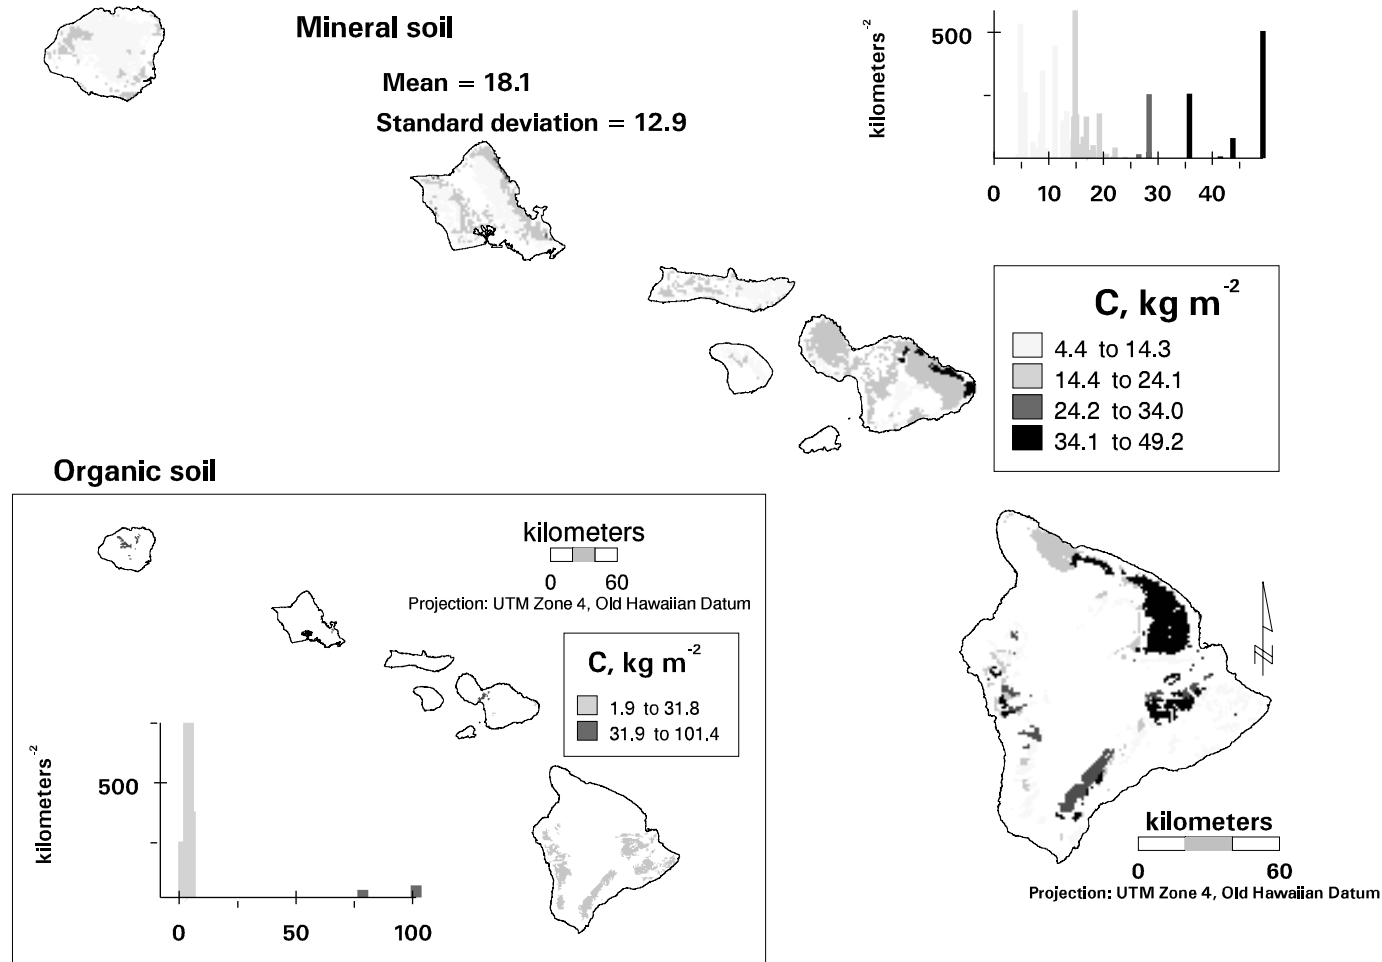 Mineral soil
Mean = 18.1
Standard deviation = 12.9
kilometers-2
500
0 10 20 30 40
C, kg m-2
4.4 to 14.3
14.4 to 24.1
24.2 to 34.0
34.1 to 49.2
Organic soil
kilometers
0 60
Projection: UTM Zone 4, Old Hawaiian Datum
C, kg m-2
1.9 to 31.8
31.9 to 101.4
kilometers-2
500
0 50 100
N
kilometers
0 60
Projection: UTM Zone 4, Old Hawaiian Datum